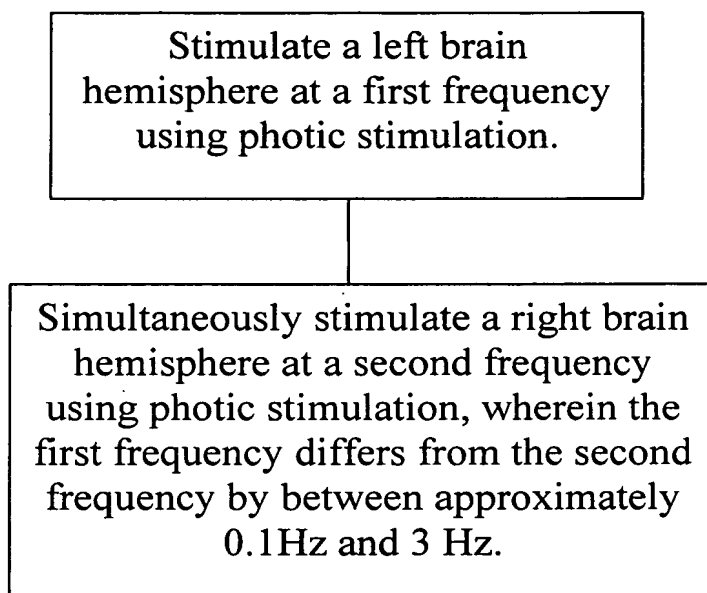 Stimulate a left brain
hemisphere at a first frequency
using photic stimulation.
Simultaneously stimulate a right brain
hemisphere at a second frequency
using photic stimulation, wherein the
first frequency differs from the second
frequency by between approximately
0.1Hz and 3 Hz.